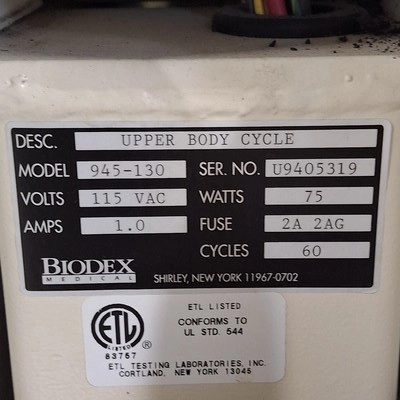 DESC. UPPER BODY CYCLE
MODEL 945-130 SER. NO. U9405319
VOLTS 115 VAC WATTS 75
AMPS 1.0 FUSE 2A 2AG
CYCLES 60
BIODEX
MEDICAL
SHIRLEY, NEW YORK 11967-0702
ETL LISTED
CONFORMS TO
UL STD. 544
ETL
LISTED
®
83757
ETL TESTING LABORATORIES, INC.
CORTLAND, NEW YORK 13045